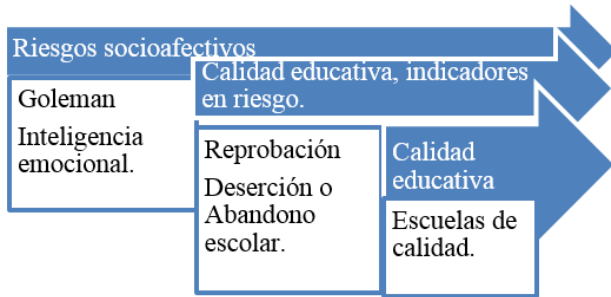 Riesgos socioafectivos
Goleman
Inteligencia
emocional.
Calidad educativa, indicadores
en riesgo.
Reprobación
Deserción o
Abandono
escolar.
Calidad
educativa
Escuelas de
calidad.